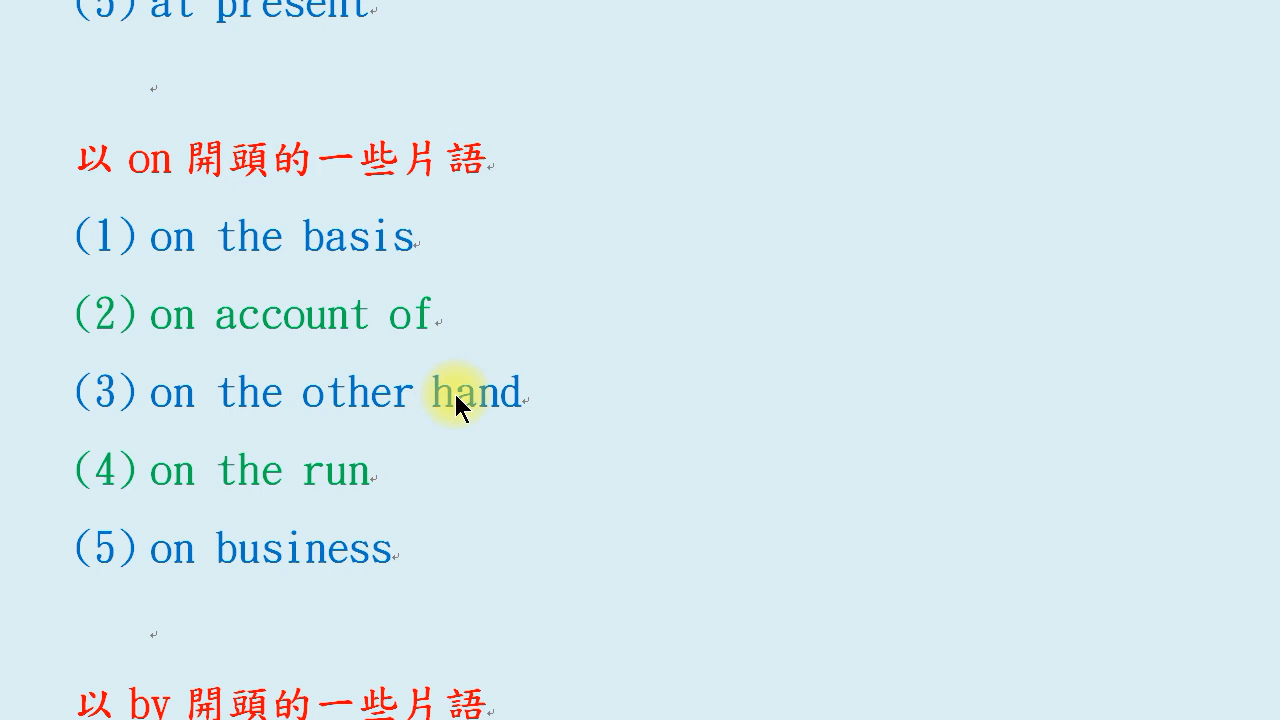 (5) at present
以 on 開頭的一些片語
(1) on the basis
(2) on account of
(3) on the other hand
(4) on the run
(5) on business
以 by 開頭的一些片語